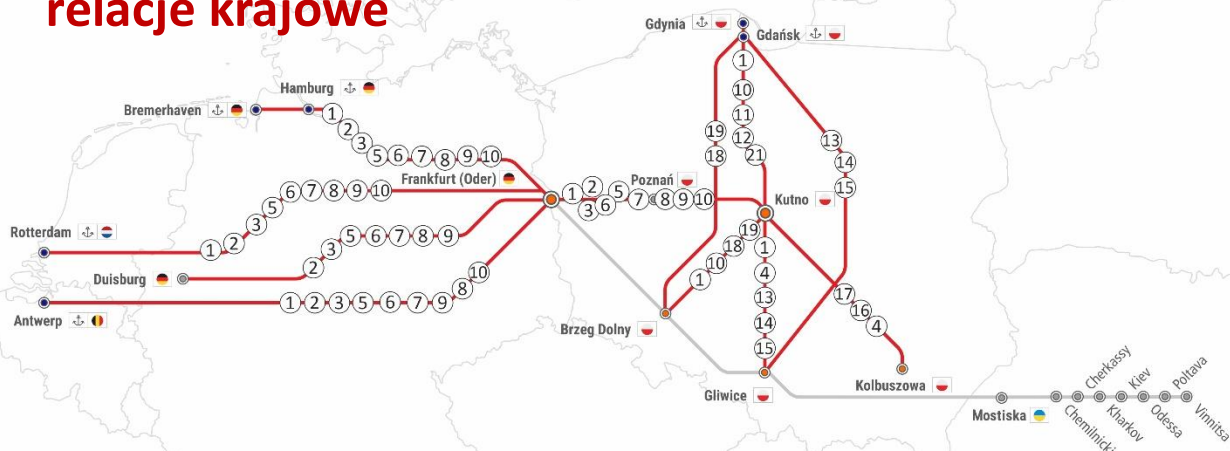 relacje krajowe
Gdynia
Gdańsk
Hamburg
Bremerhaven
1
2
3
5 6 7 8 9 10
1
10
11
12
21
19
18
13
14
15
Frankfurt (Oder)
6 7 8 9 10
5
3
2
1
1 2 5 7 8 9 10
3 6
Poznań
Kutno
Rotterdam
Duisburg
2
3
5 6 7 8 9
Antwerp
1 2 3 5 6 7 9 8 10
19
18
10
1
1
4
13
14
15
17
16
4
Brzeg Dolny
Gliwice
Kolbuszowa
Mostiska
Cherkassy
Kiev
Poltava
Chemilnicki
Kharkov
Odessa
Vinnitsa